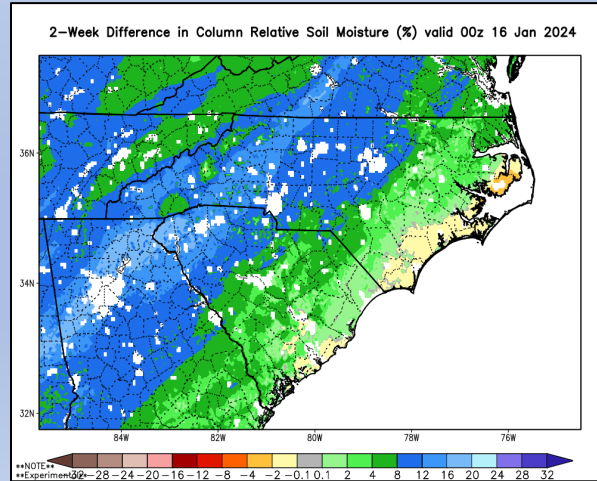 2-Week Difference in Column Relative Soil Moisture (%) valid 00z 16 Jan 2024
36N
34N
32N
84W 82W 80W 78W 76W
**NOTE**
**Experimental** -28 -24 -20 -16 -12 -8 -4 -2 -0.1 0.1 2 4 8 12 16 20 24 28 32